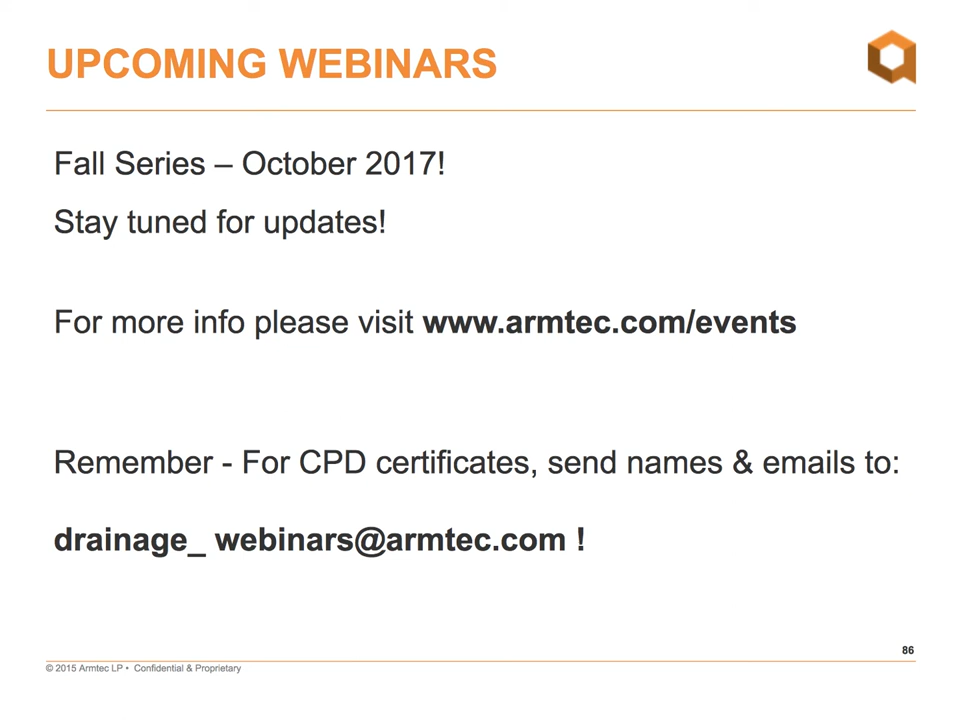 UPCOMING WEBINARS
Fall Series – October 2017!
Stay tuned for updates!
For more info please visit www.armtec.com/events
Remember - For CPD certificates, send names & emails to:
drainage_ webinars@armtec.com !
86
© 2015 Armtec LP • Confidential & Proprietary